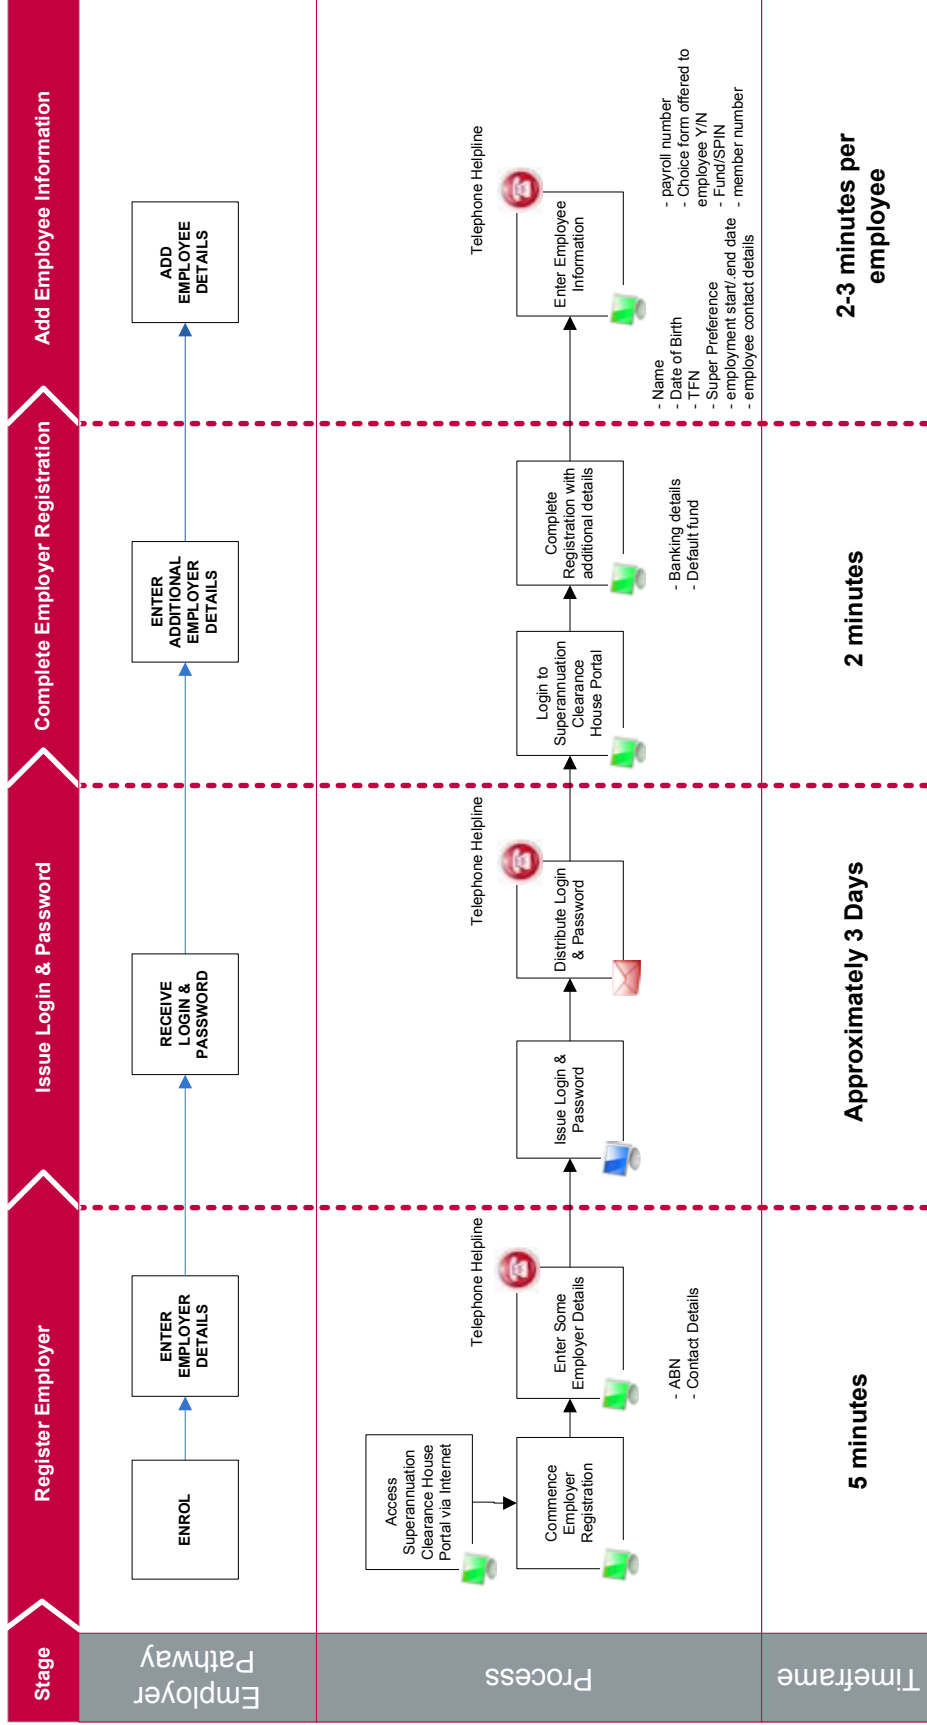 Stage
Register Employer
Issue Login & Password
Complete Employer Registration
Add Employee Information
Employer
Pathway
ENROL
ENTER
EMPLOYER
DETAILS
RECEIVE
LOGIN &
PASSWORD
ENTER
ADDITIONAL
EMPLOYER
DETAILS
ADD
EMPLOYEE
DETAILS
Process
Access
Superannuation
Clearance House
Portal via Internet
Commence
Employer
Registration
Telephone Helpline
Enter Some
Employer Details
- ABN
- Contact Details
Issue Login &
Password
Telephone Helpline
Distribute Login
& Password
Login to
Superannuation
Clearance
House Portal
Complete
Registration with
additional details
- Banking details
- Default fund
Telephone Helpline
Enter Employee
Information
- Name
- Date of Birth
- TFN
- Super Preference
- employment start/.end date
- employee contact details
- payroll number
- Choice form offered to
employee Y/N
- Fund/SPIN
- member number
Timeframe
5 minutes
Approximately 3 Days
2 minutes
2-3 minutes per
employee